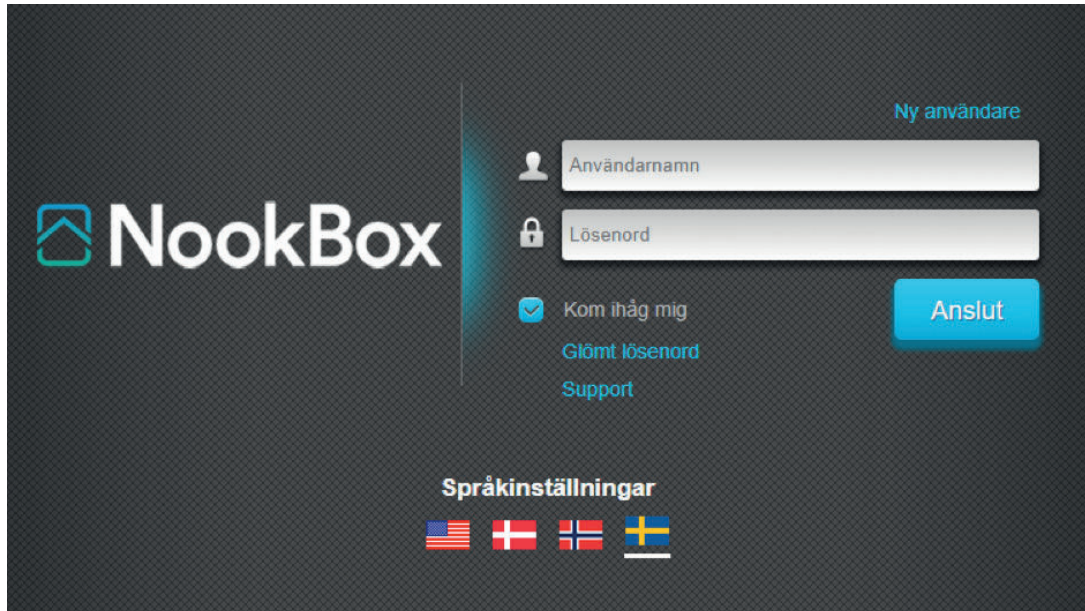 Ny användare
Användarnamn
NookBox
Lösenord
Kom ihåg mig
Anslut
Glömt lösenord
Support
Språkinställningar